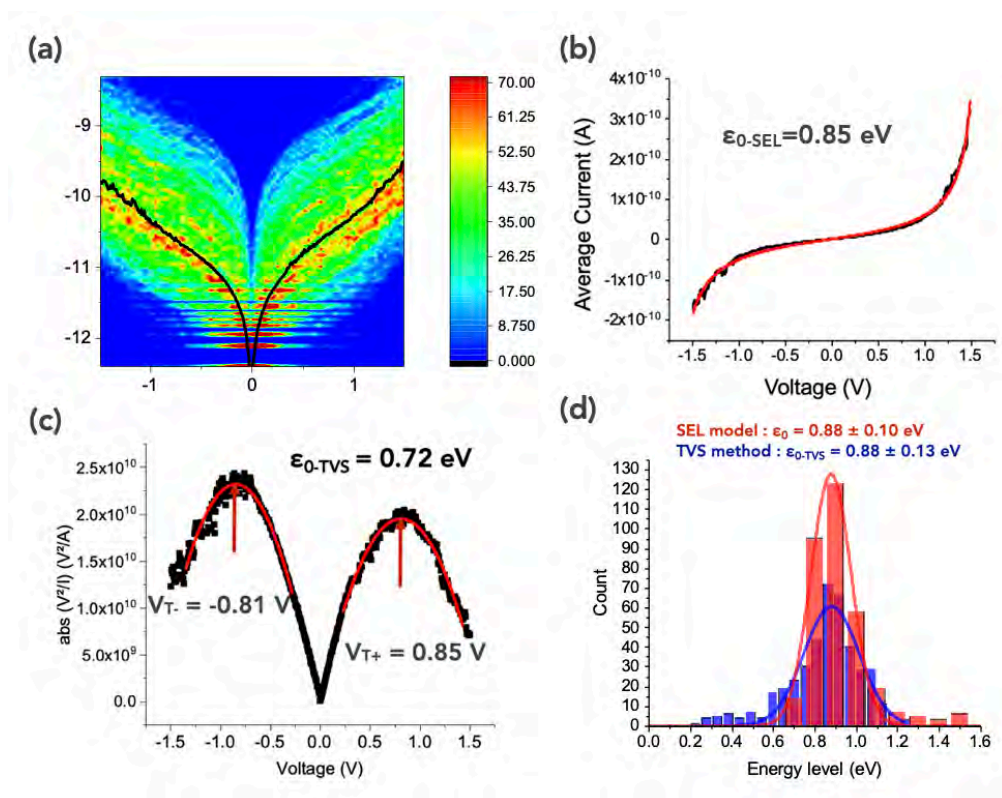 (a)
-9
-10
-11
-12
-1
0
1
70.00
61.25
52.50
43.75
35.00
26.25
17.50
8.750
0.000
(b)
ε0-SEL=0.85 eV
Average Current (A)
4x10⁻¹⁰
3x10⁻¹⁰
2x10⁻¹⁰
1x10⁻¹⁰
0
-1x10⁻¹⁰
-2x10⁻¹⁰
-1.5
-1.0
-0.5
0.0
0.5
1.0
1.5
Voltage (V)
(c)
ε0-TVS = 0.72 eV
abs (V²/I) (V²/A)
2.5x10¹⁰
2.0x10¹⁰
1.5x10¹⁰
1.0x10¹⁰
5.0x10⁹
0.0
VT- = -0.81 V
VT+ = 0.85 V
-1.5
-1.0
-0.5
0.0
0.5
1.0
1.5
Voltage (V)
(d)
SEL model : ε0 = 0.88 ± 0.10 eV
TVS method : ε0-TVS = 0.88 ± 0.13 eV
Count
130
120
110
100
90
80
70
60
50
40
30
20
10
0
0.0
0.2
0.4
0.6
0.8
1.0
1.2
1.4
1.6
Energy level (eV)